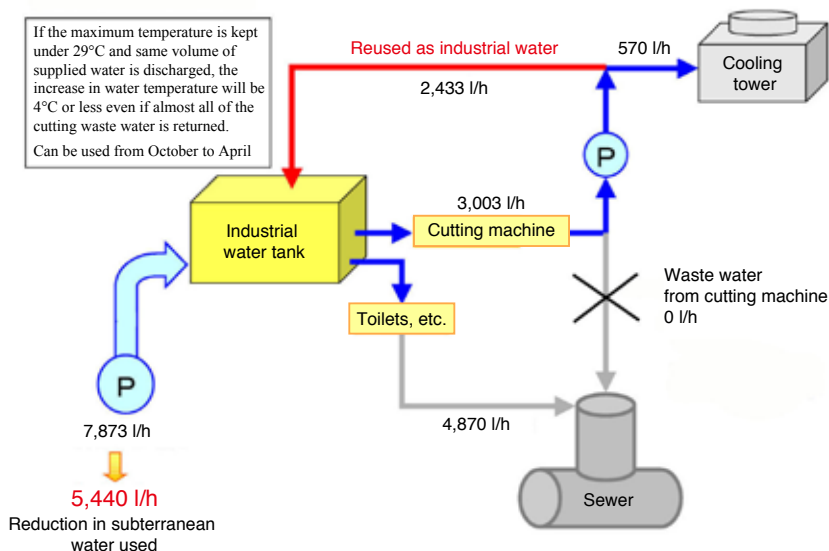 If the maximum temperature is kept
under 29°C and same volume of
supplied water is discharged, the
increase in water temperature will be
4°C or less even if almost all of the
cutting waste water is returned.
Can be used from October to April
Reused as industrial water
2,433 l/h
570 l/h
Cooling
tower
P
3,003 l/h
Industrial
water tank
Cutting machine
Waste water
from cutting machine
0 l/h
Toilets, etc.
P
7,873 l/h
4,870 l/h
5,440 l/h
Reduction in subterranean
water used
Sewer